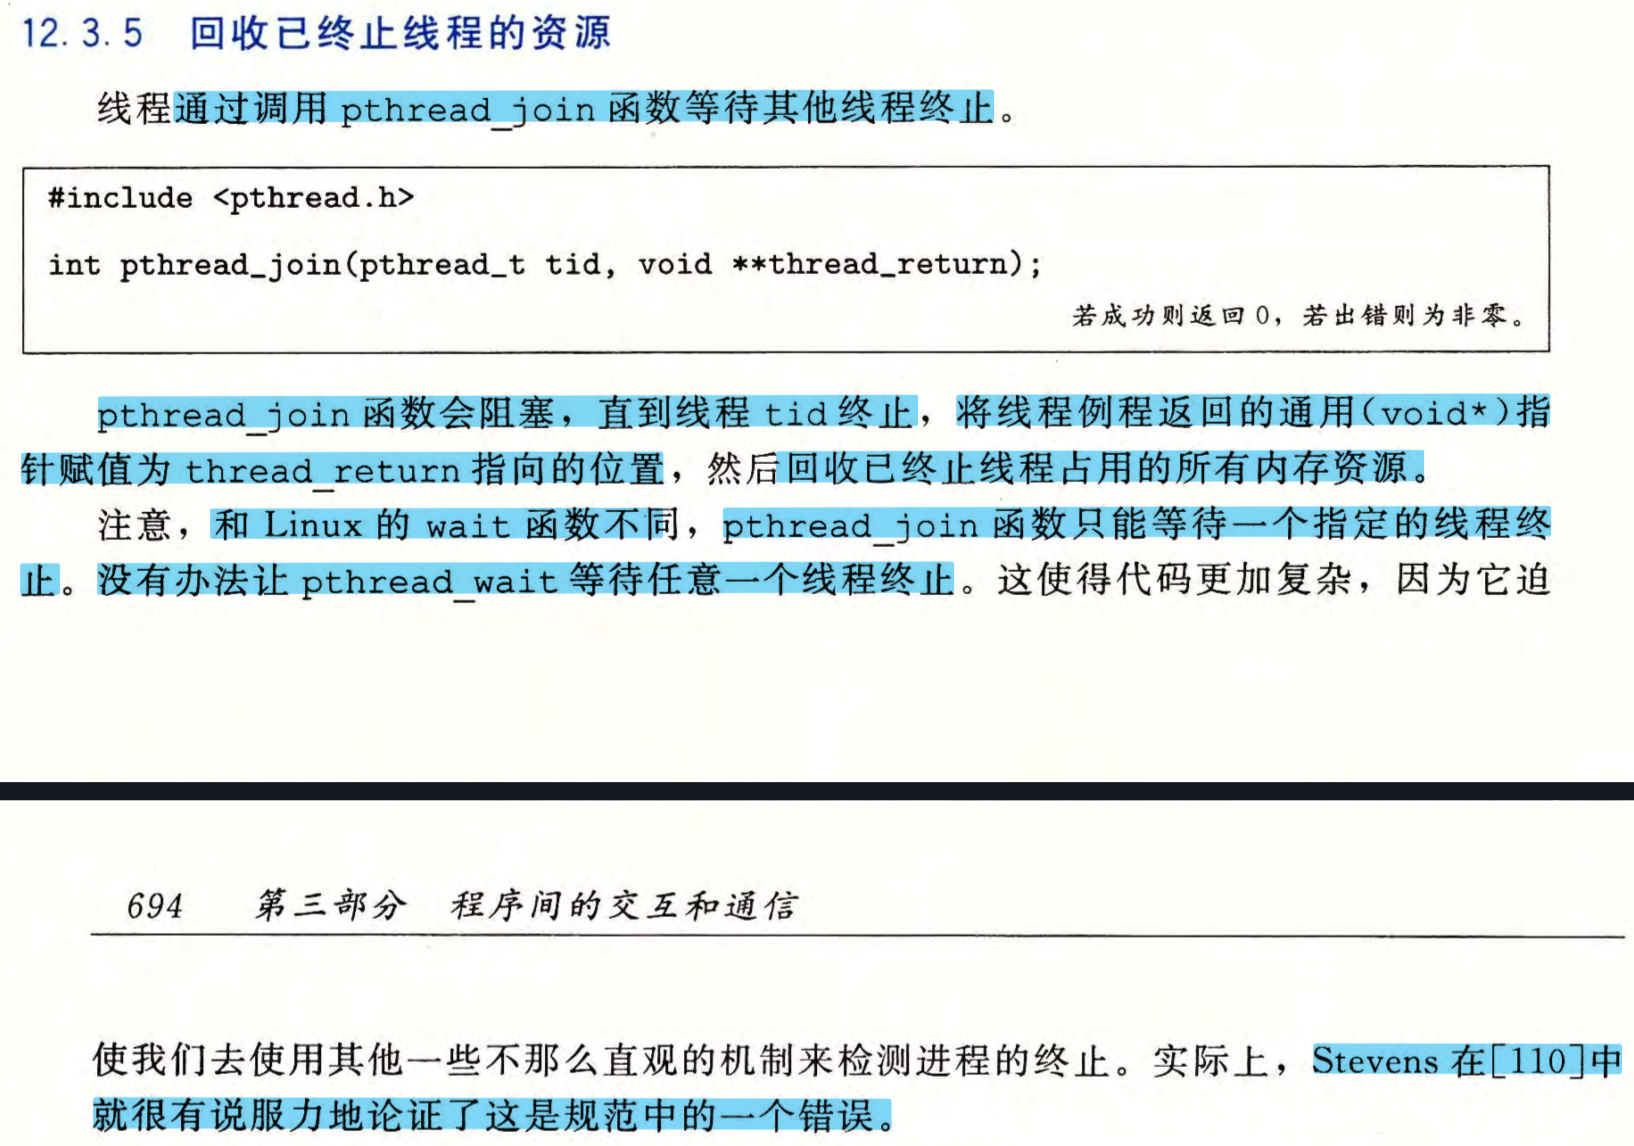 12.3.5 回收已终止线程的资源
线程通过调用 pthread_join 函数等待其他线程终止。
#include <pthread.h>
int pthread_join(pthread_t tid, void **thread_return);
若成功则返回 0，若出错则为非零。
pthread_join 函数会阻塞，直到线程 tid 终止，将线程例程返回的通用(void*)指
针赋值为 thread_return 指向的位置，然后回收已终止线程占用的所有内存资源。
注意，和 Linux 的 wait 函数不同，pthread_join 函数只能等待一个指定的线程终
止。没有办法让 pthread_wait 等待任意一个线程终止。这使得代码更加复杂，因为它迫
694 第三部分 程序间的交互和通信
使我们去使用其他一些不那么直观的机制来检测进程的终止。实际上，Stevens 在[110]中
就很有说服力地论证了这是规范中的一个错误。